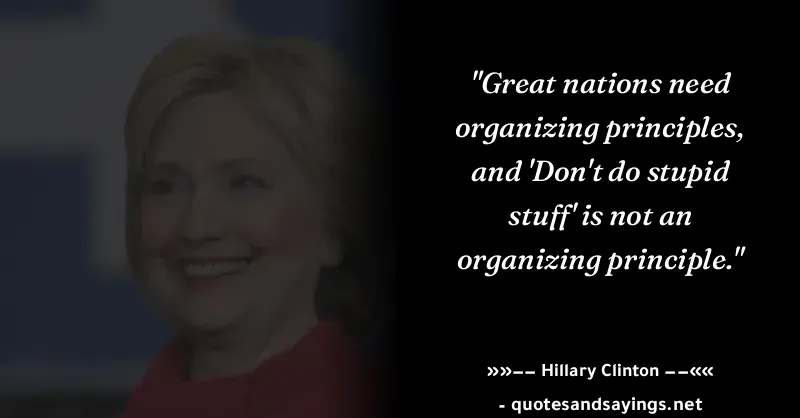 "Great nations need
organizing principles,
and 'Don't do stupid
stuff' is not an
organizing principle."
»»–– Hillary Clinton ––««
- quotesandsayings.net